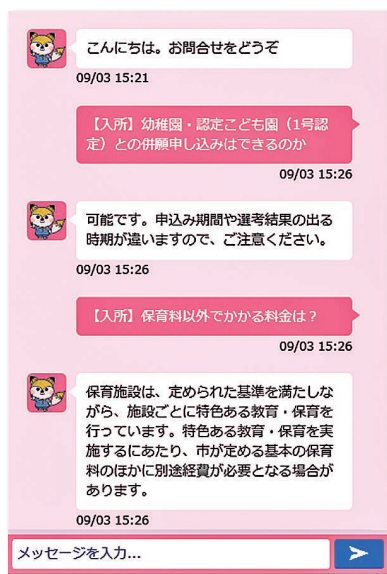 こんにちは。お問合せをどうぞ
09/03 15:21
【入所】幼稚園・認定こども園（1号認
定）との併願申し込みはできるのか
09/03 15:26
可能です。申込み期間や選考結果の出る
時期が違いますので、ご注意ください。
09/03 15:26
【入所】保育料以外でかかる料金は？
09/03 15:26
保育施設は、定められた基準を満たしな
がら、施設ごとに特色ある教育・保育を
行っています。特色ある教育・保育を実
施するにあたり、市が定める基本の保育
料のほかに別途経費が必要となる場合が
あります。
09/03 15:26
メッセージを入力...